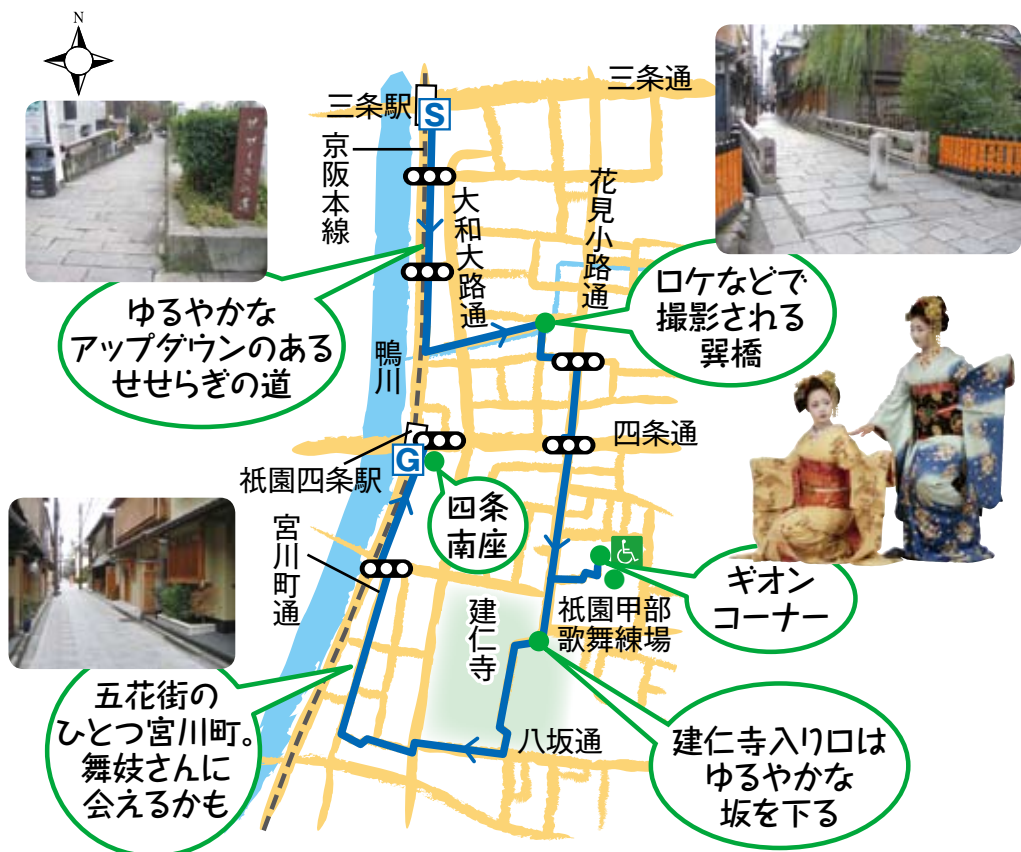 N
三条通
三条駅
S
京阪本線
大和大路通
花見小路通
ゆるやかな
アップダウンのある
せせらぎの道
ロケなどで
撮影される
巽橋
鴨川
四条通
祇園四条駅
G
四条
南座
宮川町通
ギオン
コーナー
祇園甲部
歌舞練場
建仁寺
五花街の
ひとつ宮川町。
舞妓さんに
会えるかも
八坂通
建仁寺入り口は
ゆるやかな
坂を下る